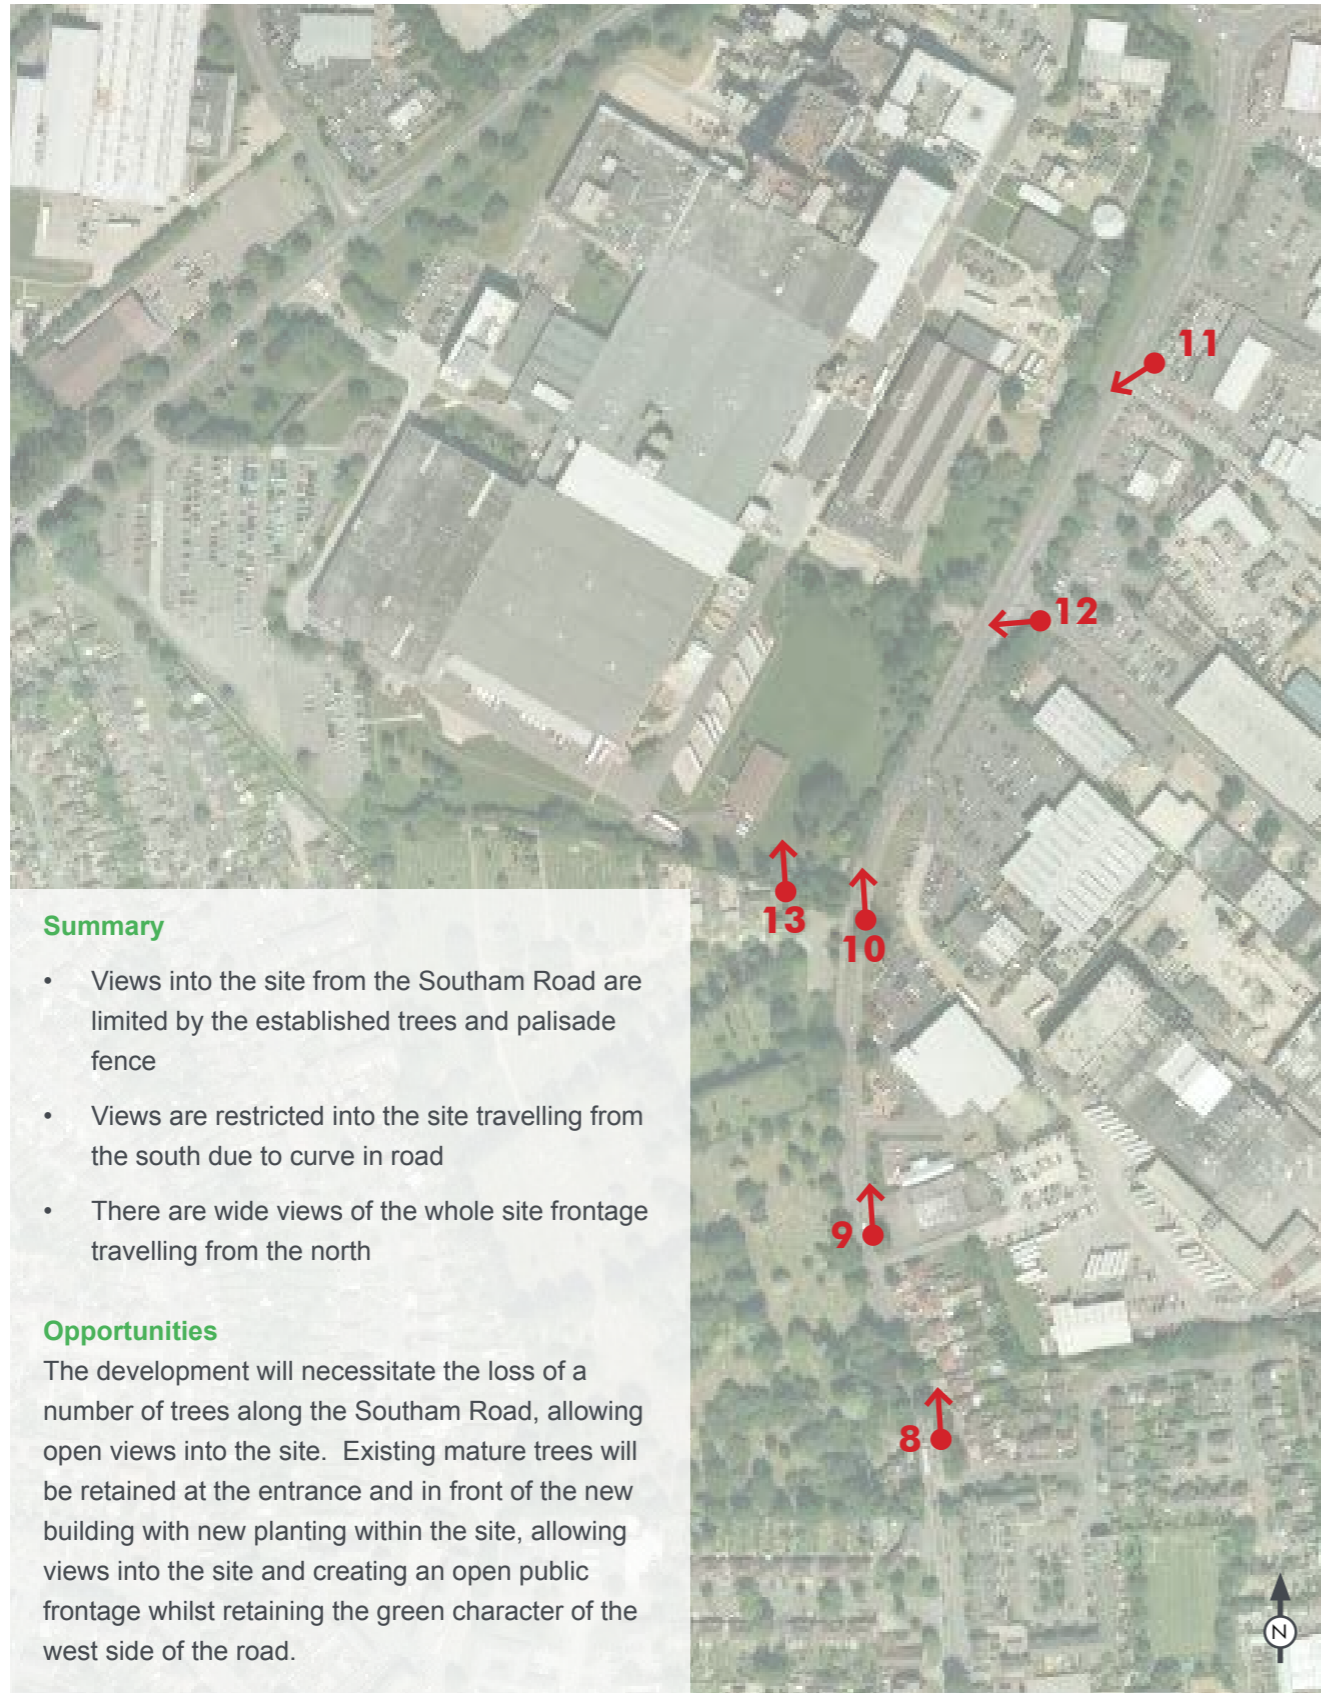 11
12
13
10
Summary
• Views into the site from the Southam Road are
limited by the established trees and palisade
fence
• Views are restricted into the site travelling from
the south due to curve in road
• There are wide views of the whole site frontage
travelling from the north
9
Opportunities
The development will necessitate the loss of a
number of trees along the Southam Road, allowing
open views into the site.  Existing mature trees will
be retained at the entrance and in front of the new
building with new planting within the site, allowing
views into the site and creating an open public
frontage whilst retaining the green character of the
west side of the road.
8
N